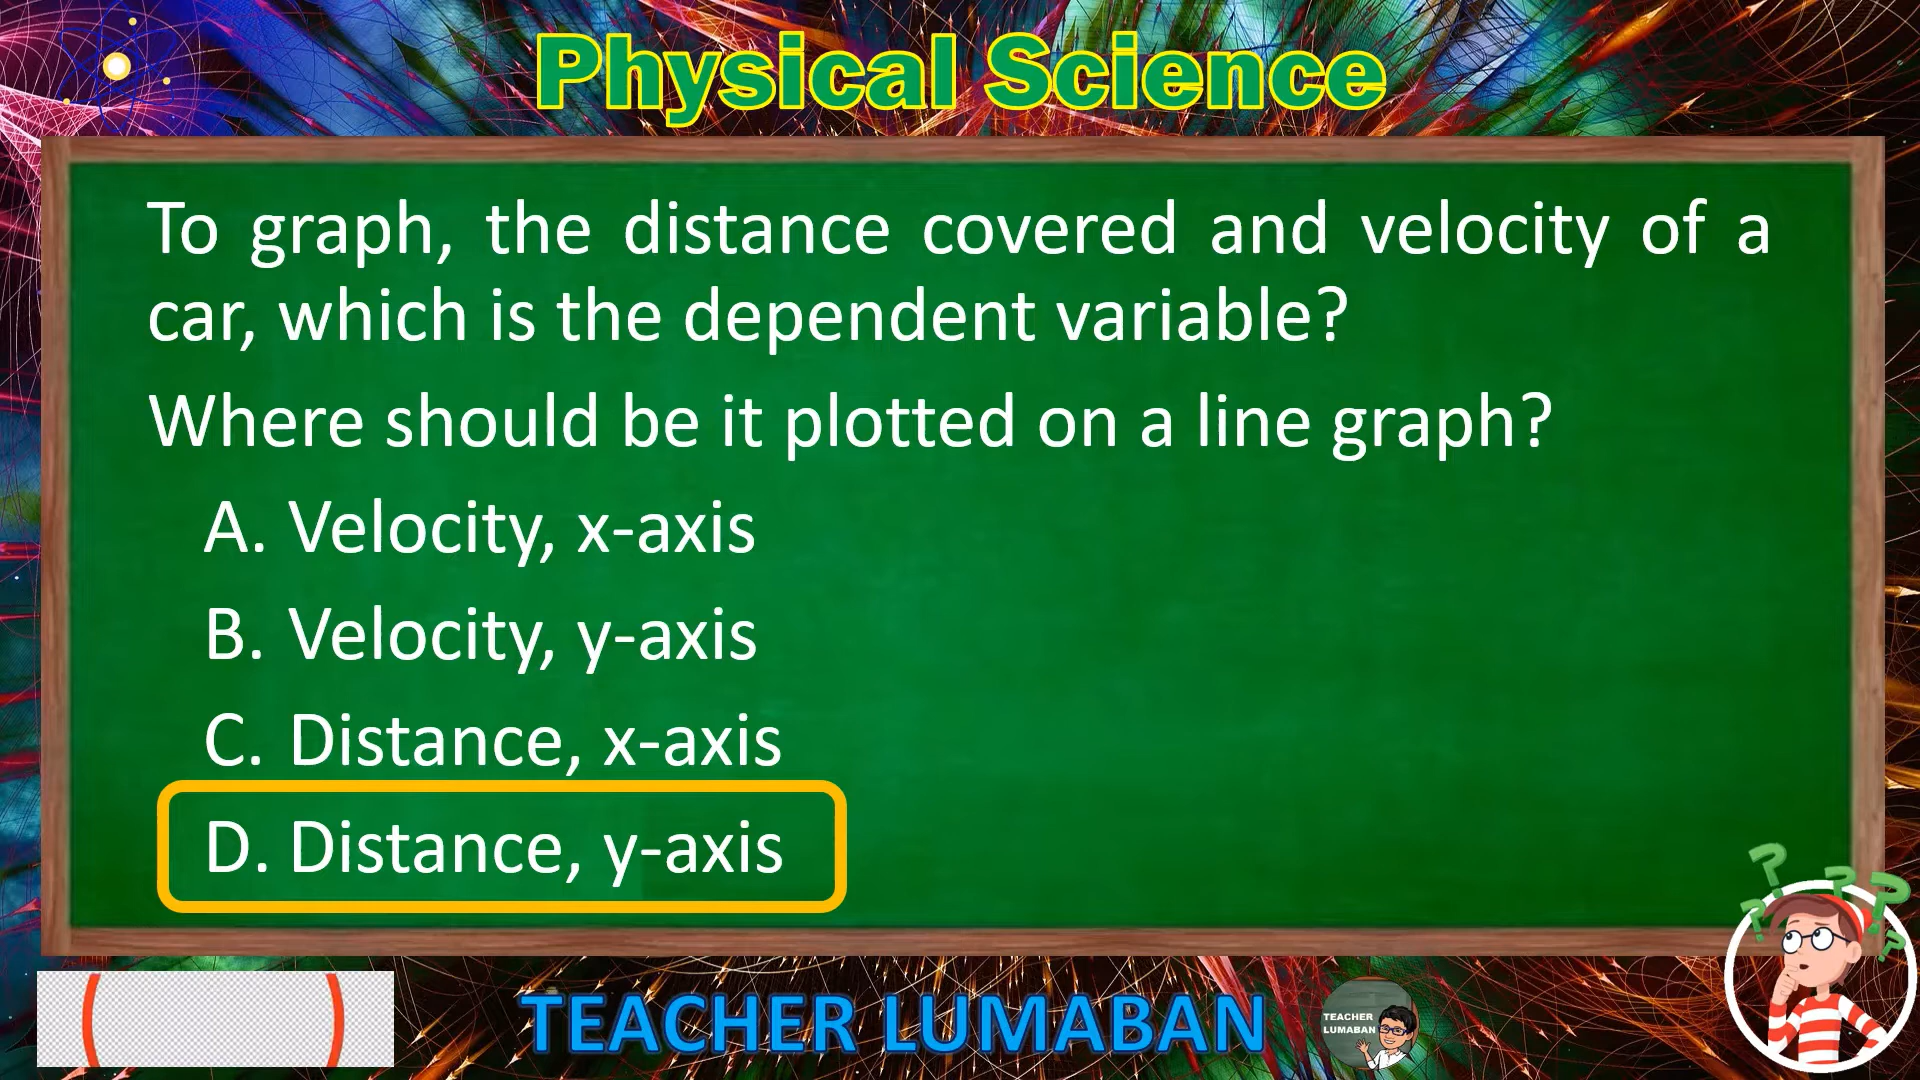 Physical Science
To graph, the distance covered and velocity of a
car, which is the dependent variable?
Where should be it plotted on a line graph?
A. Velocity, x-axis
B. Velocity, y-axis
C. Distance, x-axis
D. Distance, y-axis
TEACHER LUMABAN
TEACHER
LUMABAN